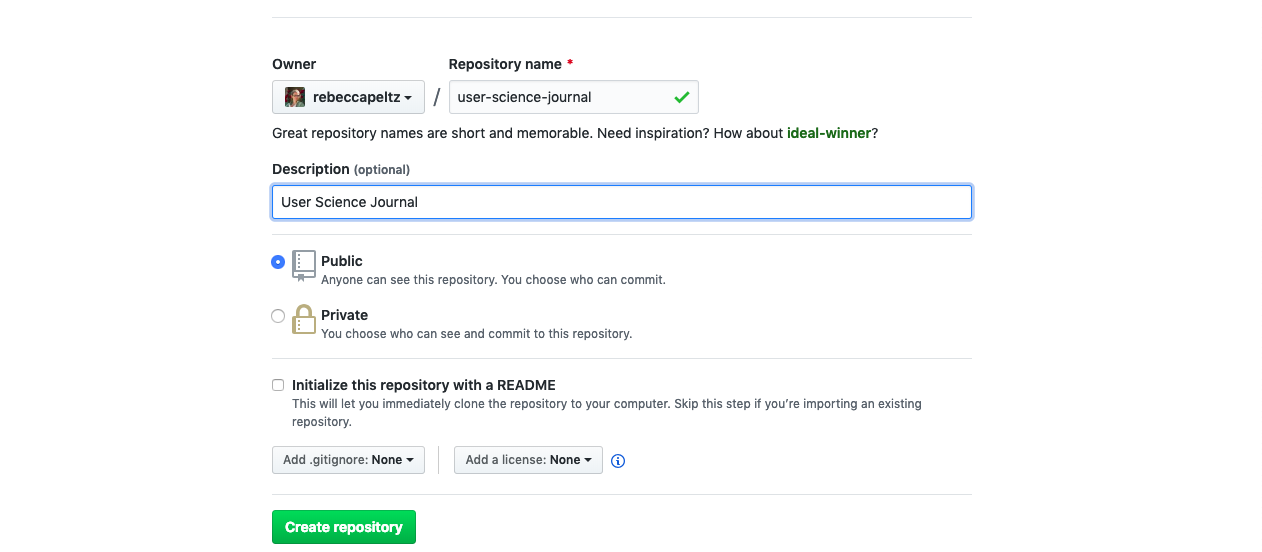 Owner
Repository name *
rebeccapeltz / user-science-journal
Great repository names are short and memorable. Need inspiration? How about ideal-winner?
Description (optional)
User Science Journal
Public
Anyone can see this repository. You choose who can commit.
Private
You choose who can see and commit to this repository.
Initialize this repository with a README
This will let you immediately clone the repository to your computer. Skip this step if you’re importing an existing
repository.
Add .gitignore: None
Add a license: None
Create repository